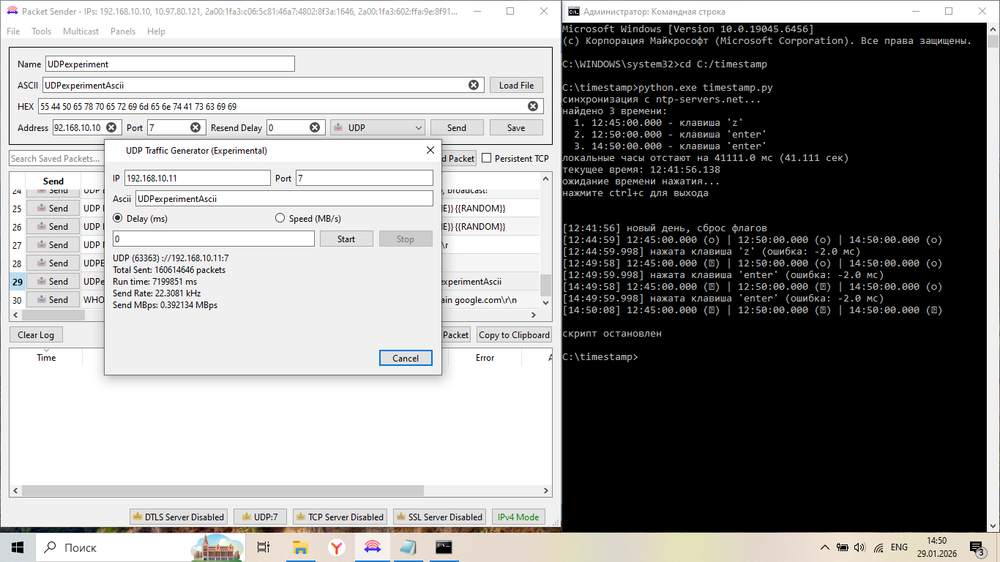 Packet Sender - IPs: 192.168.10.10, 10.97.80.121, 2a00:1fa3:c06:5c81:46a7:4802:8f3a:1646, 2a00:1fa3:602:ffa:9e:8f91...
File Tools Multicast Panels Help
Name UDPexperiment
ASCII UDPexperimentAscii Load File
HEX 55 44 50 65 78 70 65 72 69 6d 65 6e 74 41 73 63 69 69
Address 92.168.10.10 Port 7 Resend Delay 0 UDP Send Save
Search Saved Packets... d Packet Persistent TCP
Send
24 Send UDP broadcast:
25 Send UDP E}} {{RANDOM}}
26 Send UDP E}} {{RANDOM}}
27 Send UDP \r
28 Send UDPE
29 Send UDPe xperimentAscii
30 Send WHO ain google.com\r\n
Clear Log Packet Copy to Clipboard
Time Error A
UDP Traffic Generator (Experimental)
IP 192.168.10.11 Port 7
Ascii UDPexperimentAscii
Delay (ms) Speed (MB/s)
0 Start Stop
UDP (63363) ://192.168.10.11:7
Total Sent: 160614646 packets
Run time: 7199851 ms
Send Rate: 22.3081 kHz
Send MBps: 0.392134 MBps
Cancel
DTLS Server Disabled UDP:7 TCP Server Disabled SSL Server Disabled IPv4 Mode
Администратор: Командная строка
Microsoft Windows [Version 10.0.19045.6456]
(c) Корпорация Майкрософт (Microsoft Corporation). Все права защищены.
C:\WINDOWS\system32>cd C:/timestamp
C:\timestamp>python.exe timestamp.py
синхронизация с ntp-servers.net...
найдено 3 времени:
1. 12:45:00.000 - клавиша 'z'
2. 12:50:00.000 - клавиша 'enter'
3. 14:50:00.000 - клавиша 'enter'
локальные часы отстают на 41111.0 мс (41.111 сек)
текущее время: 12:41:56.138
ожидание времени нажатия...
нажмите ctrl+c для выхода
[12:41:56] новый день, сброс флагов
[12:44:59] 12:45:00.000 (о) | 12:50:00.000 (о) | 14:50:00.000 (о)
[12:44:59.998] нажата клавиша 'z' (ошибка: -2.0 мс)
[12:49:58] 12:45:00.000 (⍰) | 12:50:00.000 (о) | 14:50:00.000 (о)
[12:49:59.998] нажата клавиша 'enter' (ошибка: -2.0 мс)
[14:49:58] 12:45:00.000 (⍰) | 12:50:00.000 (⍰) | 14:50:00.000 (о)
[14:49:59.998] нажата клавиша 'enter' (ошибка: -2.0 мс)
[14:50:08] 12:45:00.000 (⍰) | 12:50:00.000 (⍰) | 14:50:00.000 (⍰)
скрипт остановлен
C:\timestamp>
Поиск ENG 14:50
29.01.2026 3